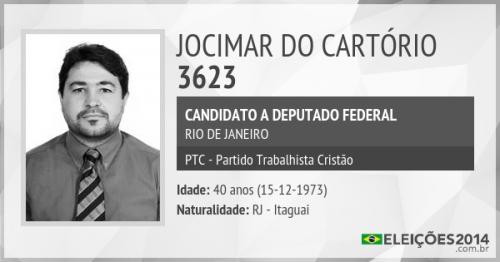 JOCIMAR DO CARTÓRIO
3623
CANDIDATO A DEPUTADO FEDERAL
RIO DE JANEIRO
PTC - Partido Trabalhista Cristão
Idade: 40 anos (15-12-1973)
Naturalidade: RJ - Itaguai
ELEIÇÕES2014
.com.br